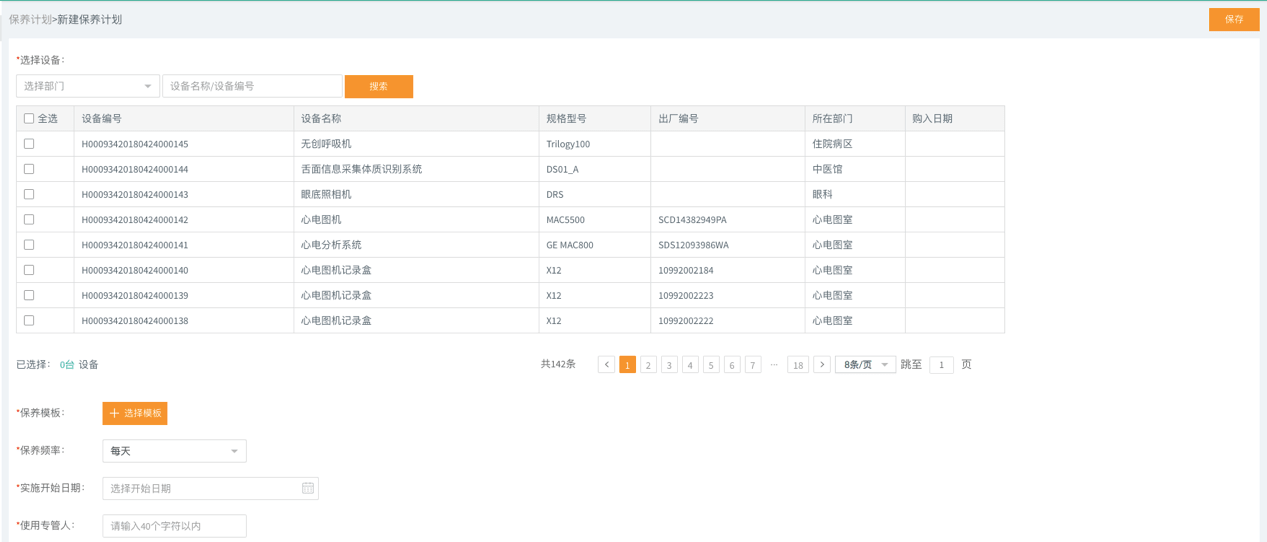 保养计划>新建保养计划
保存
*选择设备:
选择部门 设备名称/设备编号 搜索
全选 设备编号 设备名称 规格型号 出厂编号 所在部门 购入日期
H00093420180424000145 无创呼吸机 Trilogy100 住院病区
H00093420180424000144 舌面信息采集体质识别系统 DS01_A 中医馆
H00093420180424000143 眼底照相机 DRS 眼科
H00093420180424000142 心电图机 MAC5500 SCD14382949PA 心电图室
H00093420180424000141 心电分析系统 GE MAC800 SDS12093986WA 心电图室
H00093420180424000140 心电图机记录盒 X12 10992002184 心电图室
H00093420180424000139 心电图机记录盒 X12 10992002223 心电图室
H00093420180424000138 心电图机记录盒 X12 10992002222 心电图室
已选择: 0台 设备 共142条 < 1 2 3 4 5 6 7 ··· 18 > 8条/页 跳至 1 页
*保养模板: + 选择模板
*保养频率: 每天
*实施开始日期: 选择开始日期
*使用专管人: 请输入40个字符以内